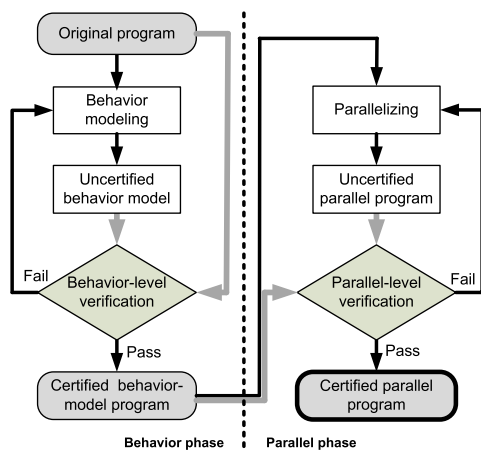 Original program
Behavior
modeling
Uncertified
behavior model
Fail
Behavior-level
verification
Pass
Certified behavior-
model program
Behavior phase
Parallelizing
Uncertified
parallel program
Parallel-level
verification
Fail
Pass
Certified parallel
program
Parallel phase